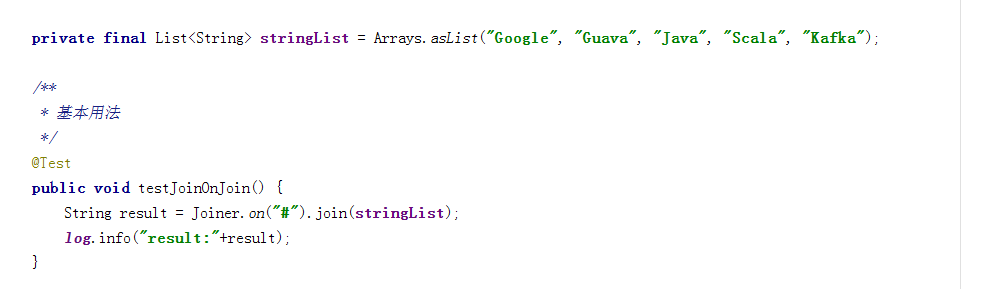 private final List<String> stringList = Arrays.asList("Google", "Guava", "Java", "Scala", "Kafka");
/**
* 基本用法
*/
@Test
public void testJoinOnJoin() {
String result = Joiner.on("#").join(stringList);
log.info("result:"+result);
}